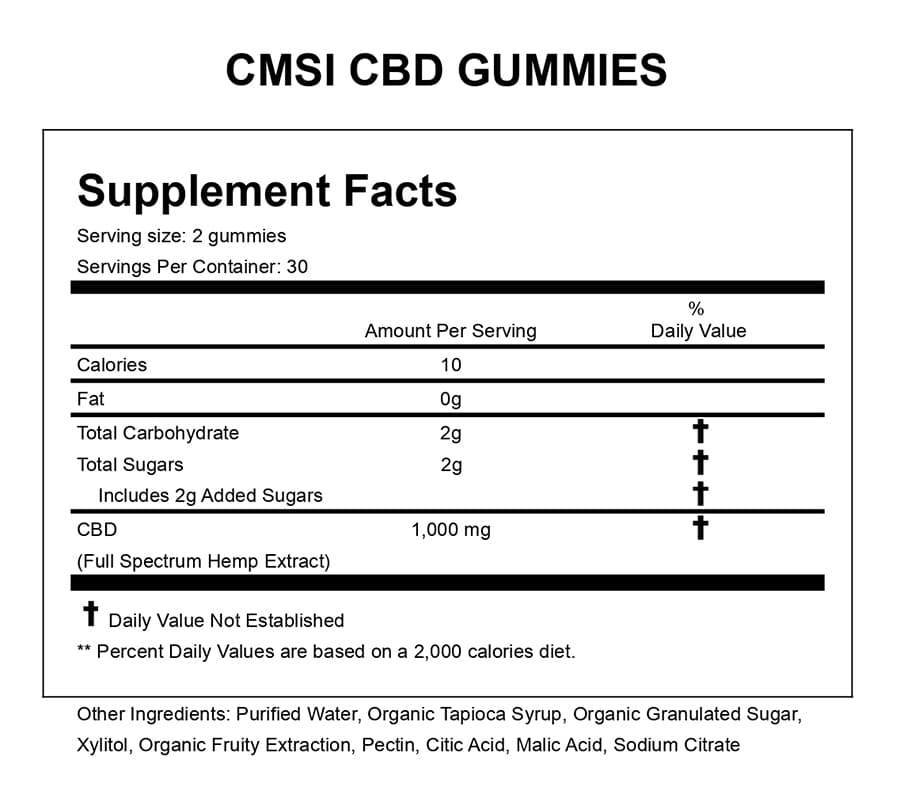 CMSI CBD GUMMIES
Supplement Facts
Serving size: 2 gummies
Servings Per Container: 30
%
Amount Per Serving Daily Value
Calories 10
Fat 0g
Total Carbohydrate 2g †
Total Sugars 2g †
Includes 2g Added Sugars †
CBD 1,000 mg †
(Full Spectrum Hemp Extract)
† Daily Value Not Established
** Percent Daily Values are based on a 2,000 calories diet.
Other Ingredients: Purified Water, Organic Tapioca Syrup, Organic Granulated Sugar,
Xylitol, Organic Fruity Extraction, Pectin, Citic Acid, Malic Acid, Sodium Citrate